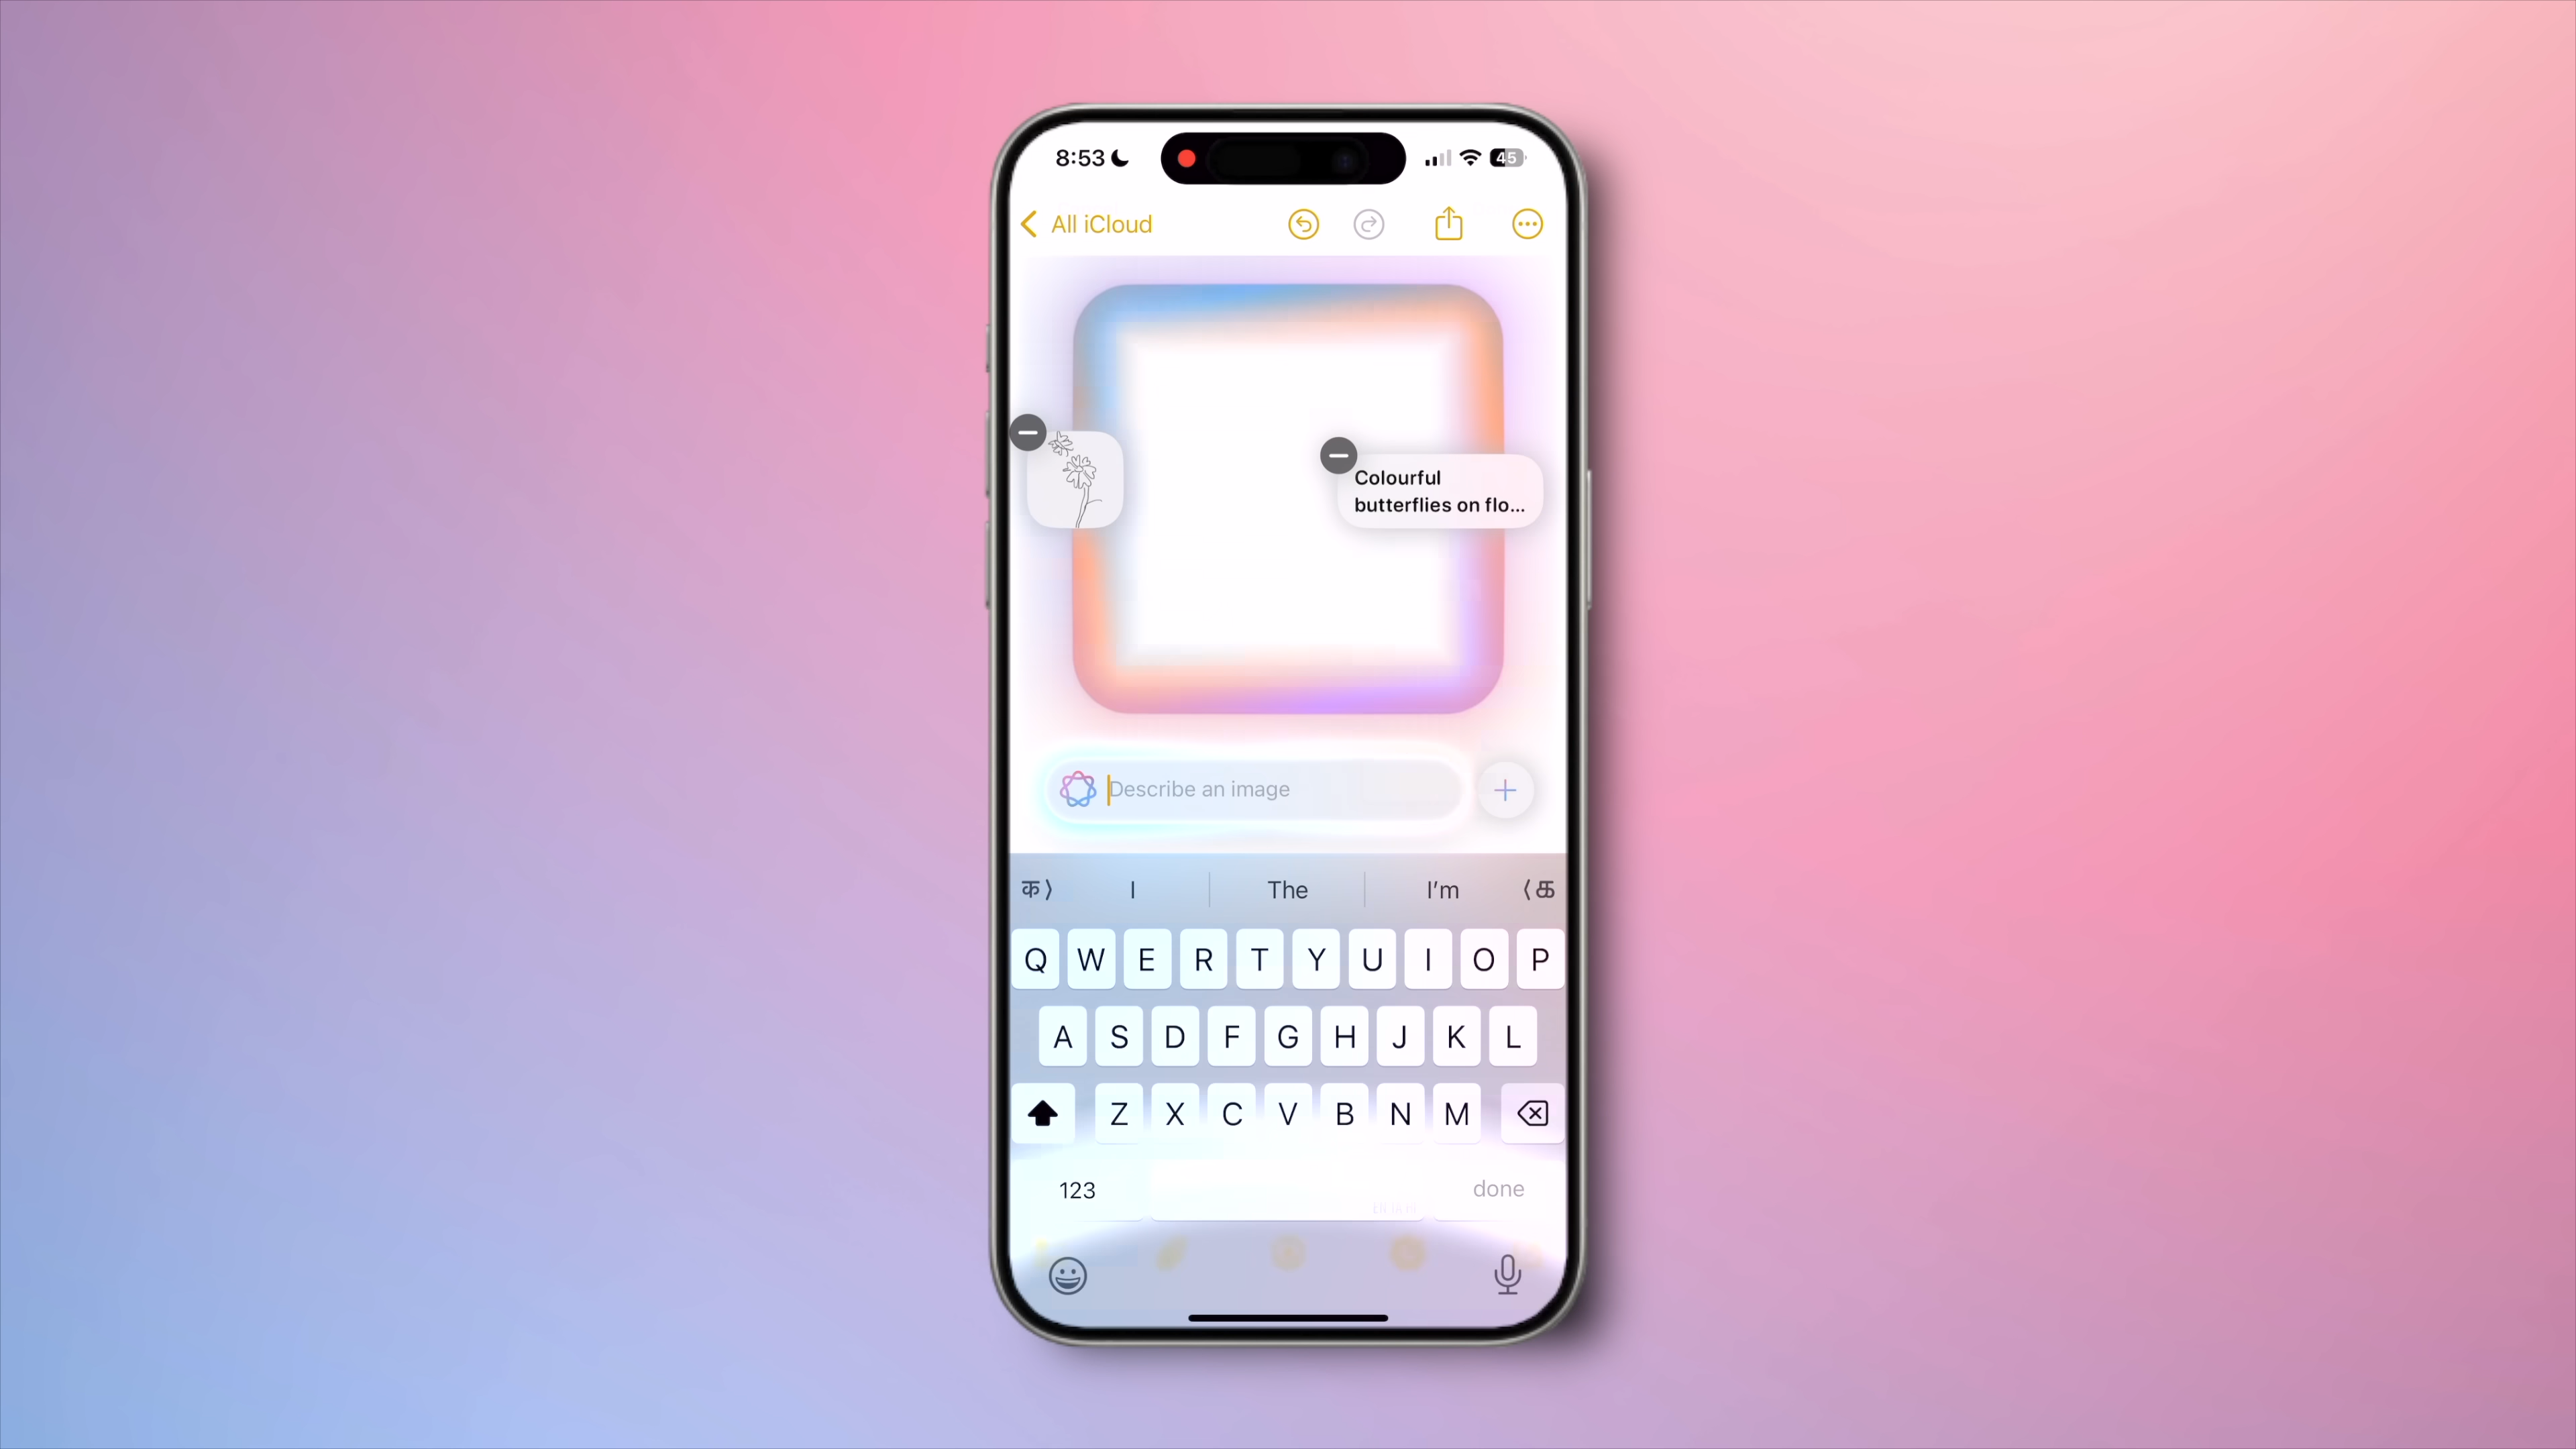 8:53
45
All iCloud
Colourful
butterflies on flo...
Describe an image
क
I
The
I'm
க
Q W E R T Y U I O P
A S D F G H J K L
Z X C V B N M
123
done